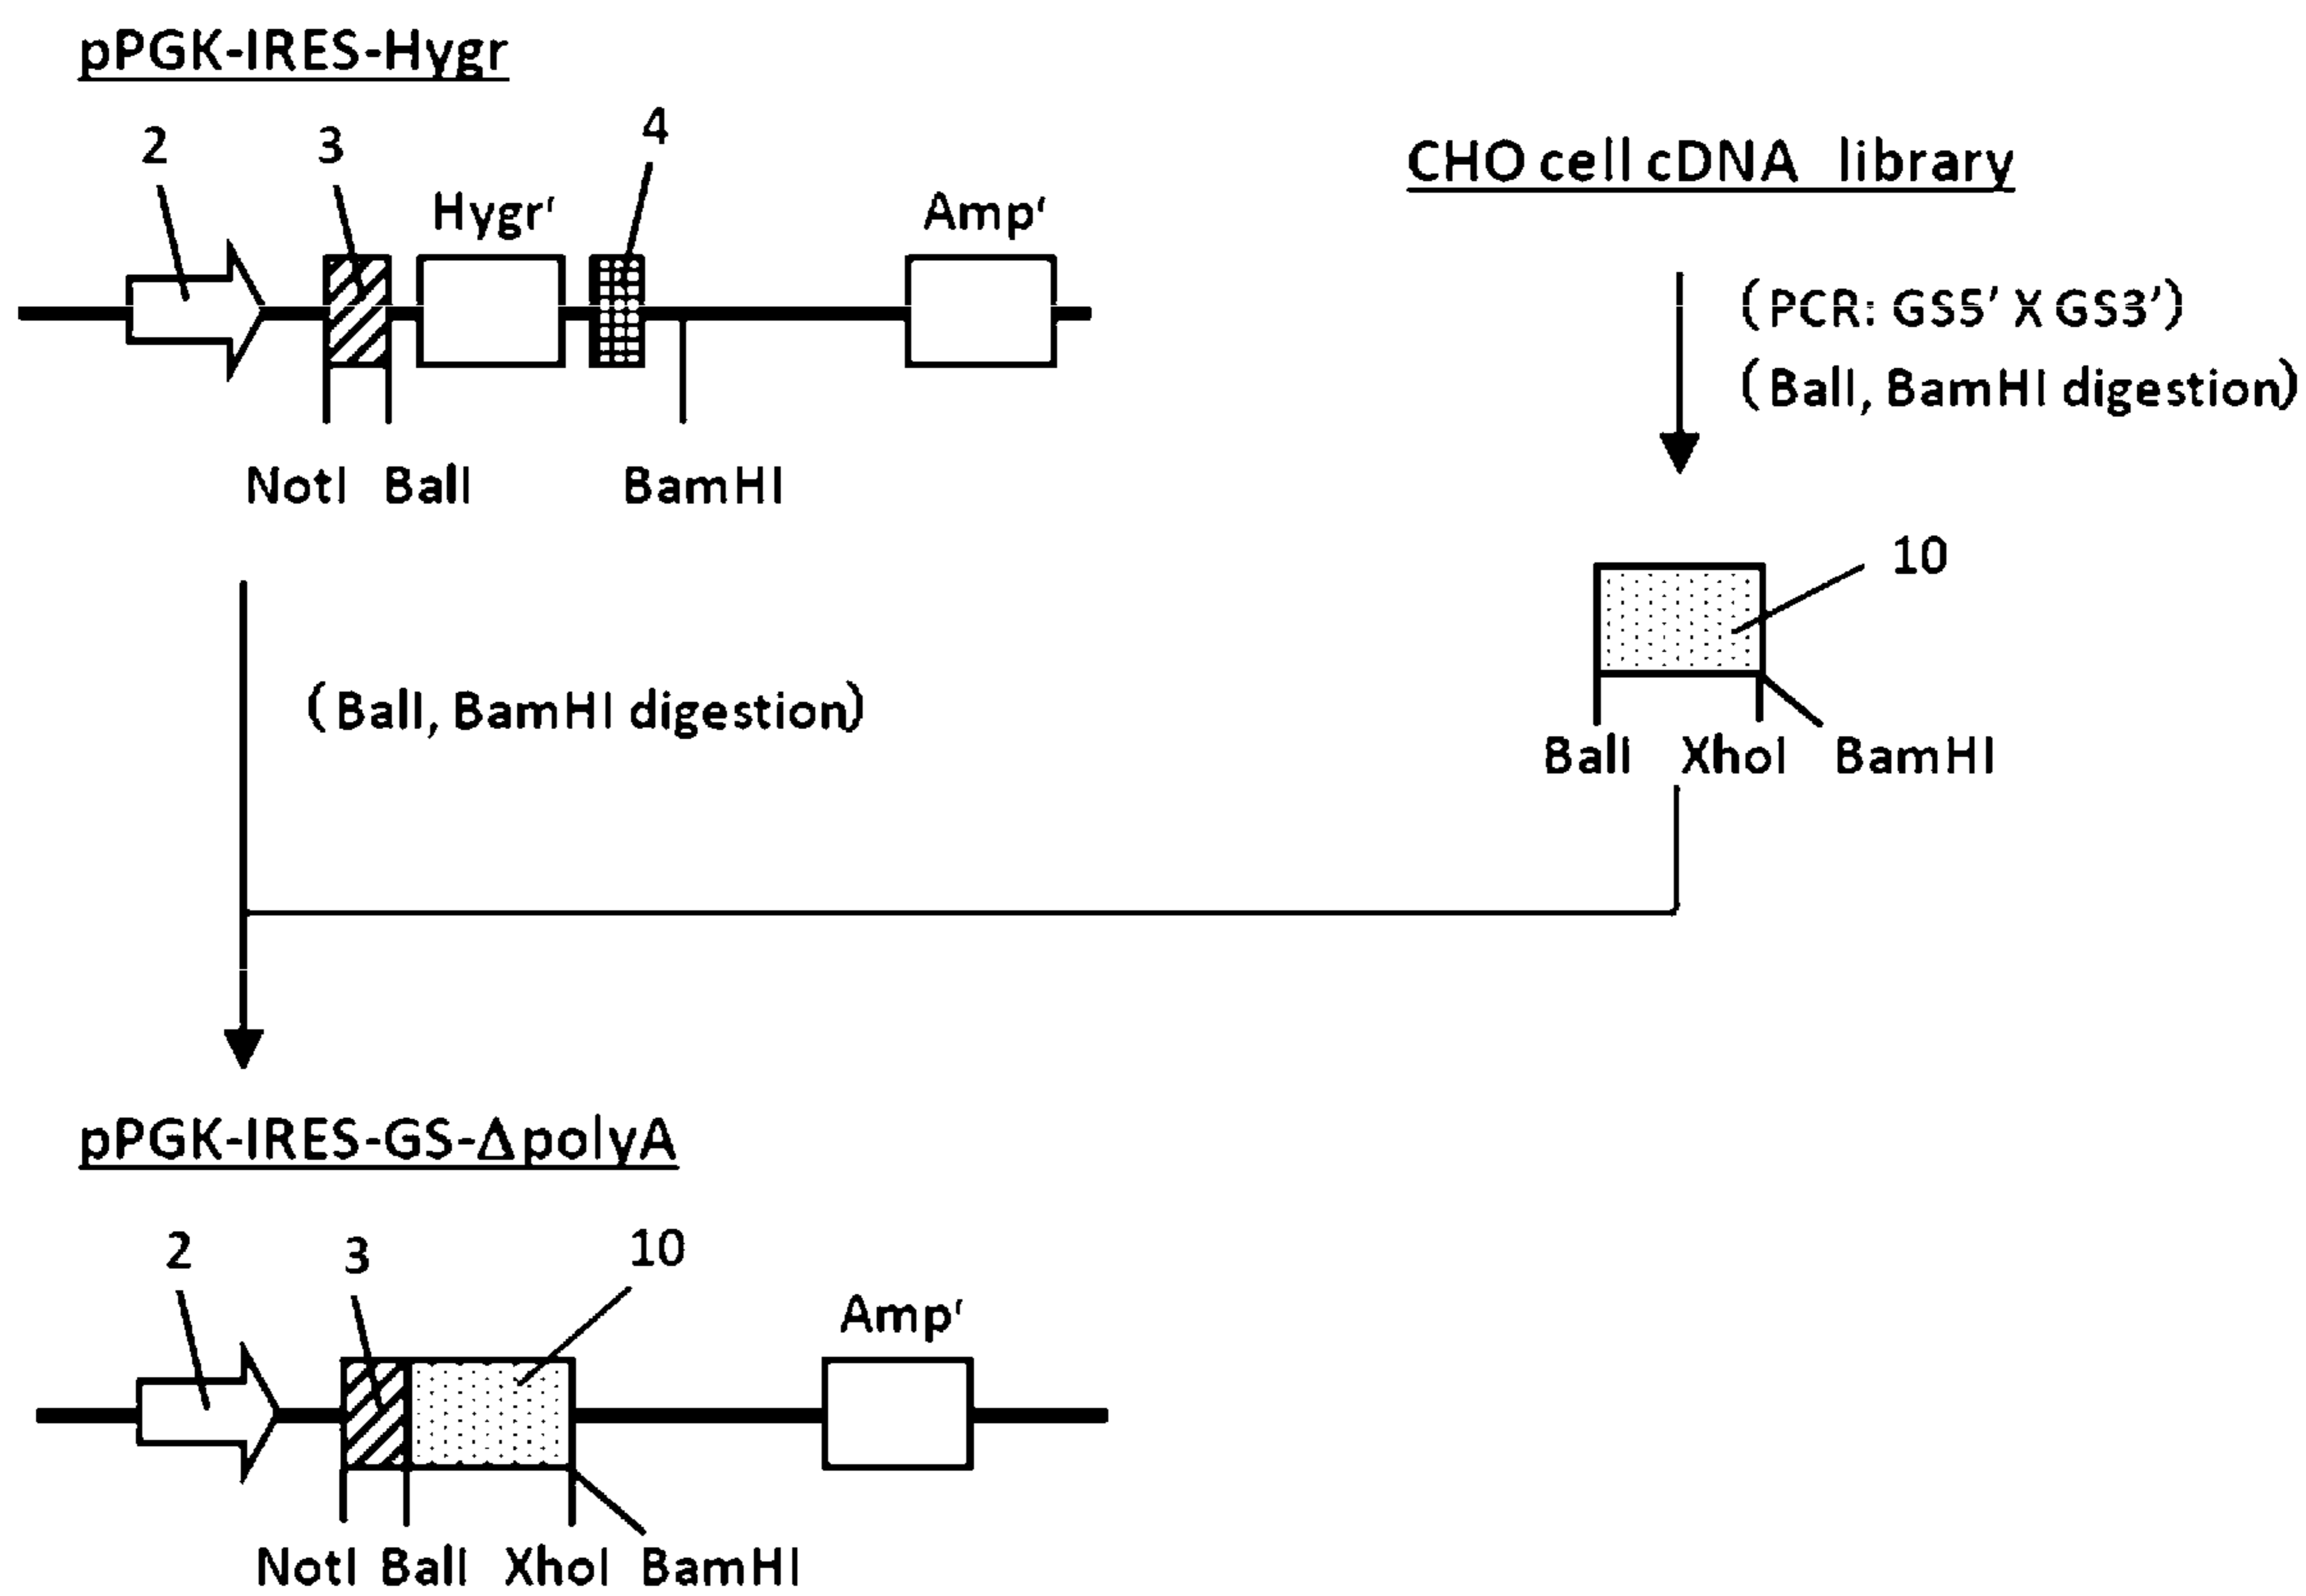 pPGK-IRES-Hygr
2 3 4
Hygrʳ Ampʳ
NotI BalI BamHI
CHO cell cDNA library
(PCR: GS5′ X GS3′)
(BalI, BamHI digestion)
10
BalI XhoI BamHI
(BalI, BamHI digestion)
pPGK-IRES-GS-ΔpolyA
2 3 10
Ampʳ
NotI BalI XhoI BamHI